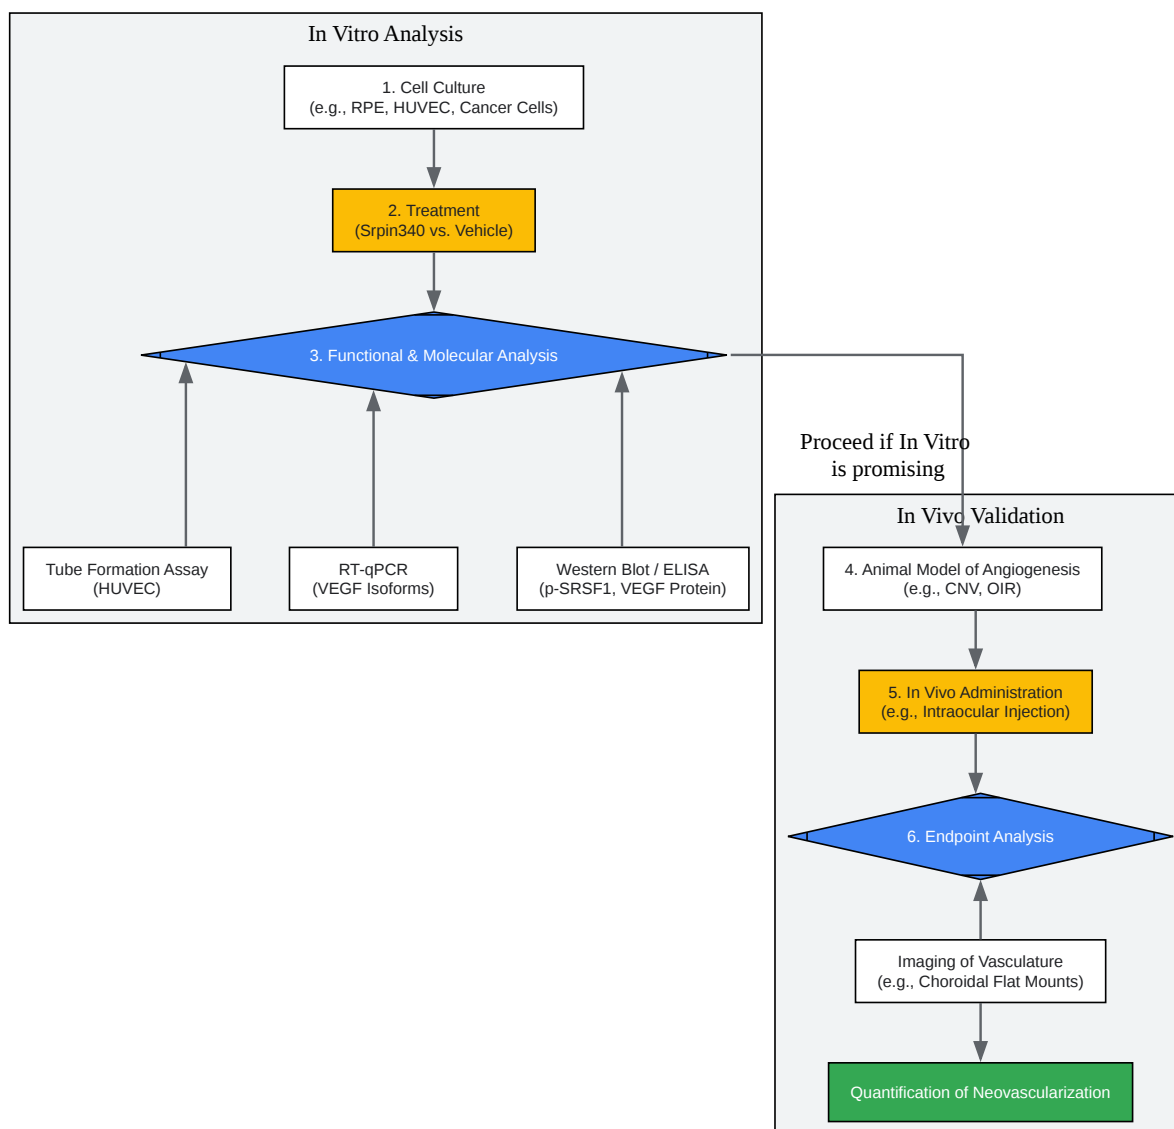 In Vitro Analysis
1. Cell Culture
(e.g., RPE, HUVEC, Cancer Cells)
2. Treatment
(Srpin340 vs. Vehicle)
3. Functional & Molecular Analysis
Tube Formation Assay
(HUVEC)
RT-qPCR
(VEGF Isoforms)
Western Blot / ELISA
(p-SRSF1, VEGF Protein)
Proceed if In Vitro
is promising
In Vivo Validation
4. Animal Model of Angiogenesis
(e.g., CNV, OIR)
5. In Vivo Administration
(e.g., Intraocular Injection)
6. Endpoint Analysis
Imaging of Vasculature
(e.g., Choroidal Flat Mounts)
Quantification of Neovascularization